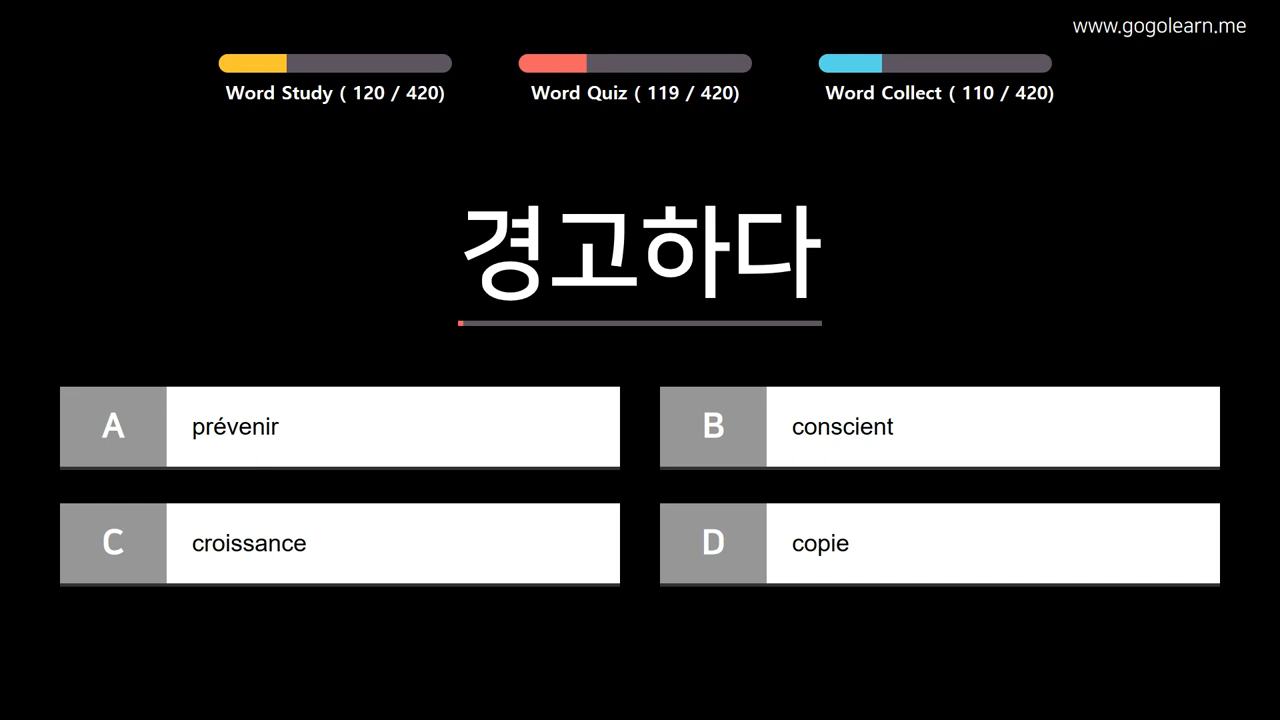 www.gogolearn.me
Word Study ( 120 / 420)
Word Quiz ( 119 / 420)
Word Collect ( 110 / 420)
경고하다
A prévenir
B conscient
C croissance
D copie